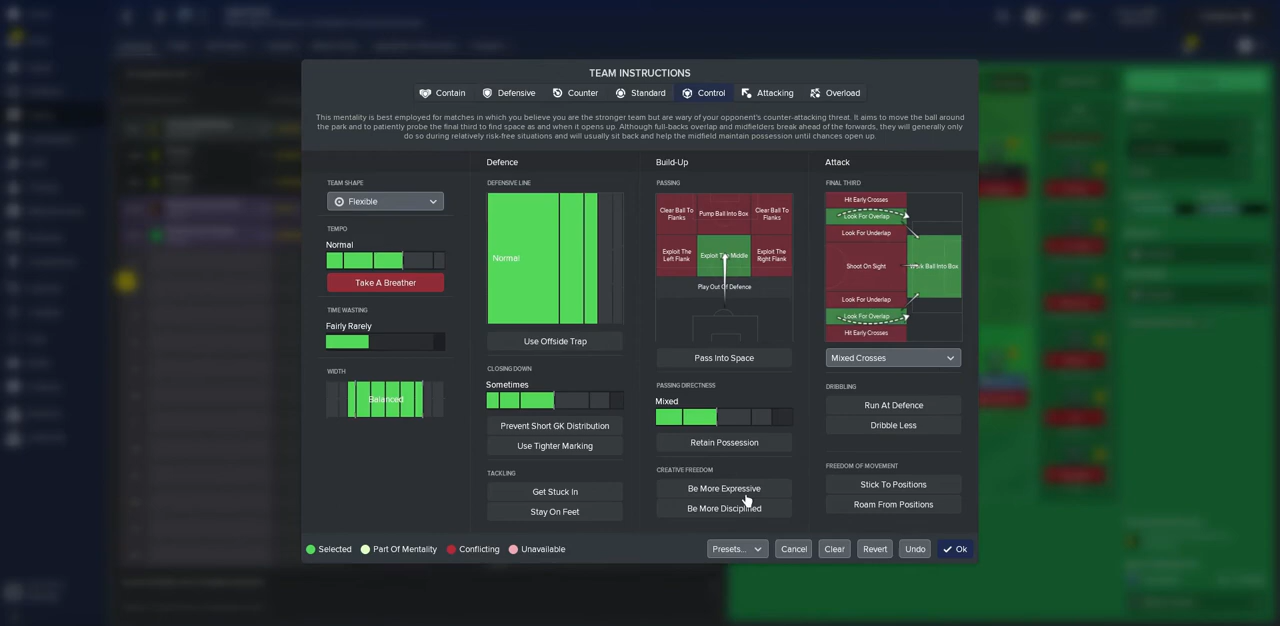 TEAM INSTRUCTIONS
Contain
Defensive
Counter
Standard
Control
Attacking
Overload
This mentality is best employed for matches in which you believe you are the stronger team but are wary of your opponent's counter-attacking threat. It aims to move the ball around
the park and to patiently probe the final third to find space as and when it opens up. Although full-backs overlap and midfielders break ahead of the forwards, they will generally only
do so during relatively risk-free situations and will usually sit back and help the midfield maintain possession until chances open up.
TEAM SHAPE
Flexible
TEMPO
Normal
Take A Breather
TIME WASTING
Fairly Rarely
WIDTH
Balanced
Defence
DEFENSIVE LINE
Normal
Use Offside Trap
CLOSING DOWN
Sometimes
Prevent Short GK Distribution
Use Tighter Marking
TACKLING
Get Stuck In
Stay On Feet
Build-Up
PASSING
Clear Ball To
Flanks
Pump Ball Into Box
Clear Ball To
Flanks
Exploit The
Left Flank
Exploit The Middle
Exploit The
Right Flank
Play Out Of Defence
Pass Into Space
PASSING DIRECTNESS
Mixed
Retain Possession
CREATIVE FREEDOM
Be More Expressive
Be More Disciplined
Attack
FINAL THIRD
Hit Early Crosses
Look For Overlap
Look For Underlap
Shoot On Sight
Work Ball Into Box
Look For Underlap
Look For Overlap
Hit Early Crosses
Mixed Crosses
DRIBBLING
Run At Defence
Dribble Less
FREEDOM OF MOVEMENT
Stick To Positions
Roam From Positions
Selected
Part Of Mentality
Conflicting
Unavailable
Presets...
Cancel
Clear
Revert
Undo
Ok